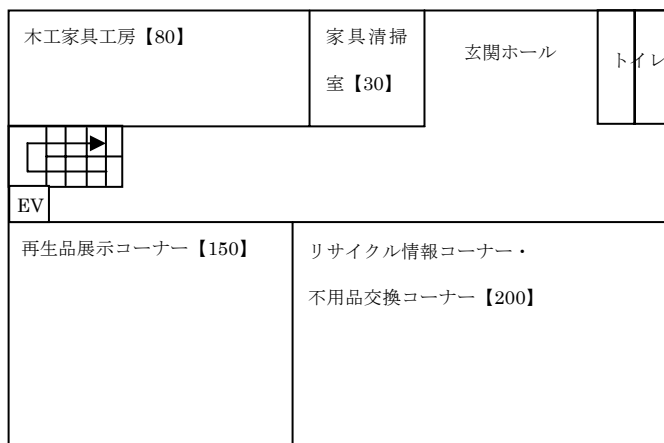 木工家具工房【80】
家具清掃
室【30】
玄関ホール
トイレ
EV
再生品展示コーナー【150】
リサイクル情報コーナー・
不用品交換コーナー【200】